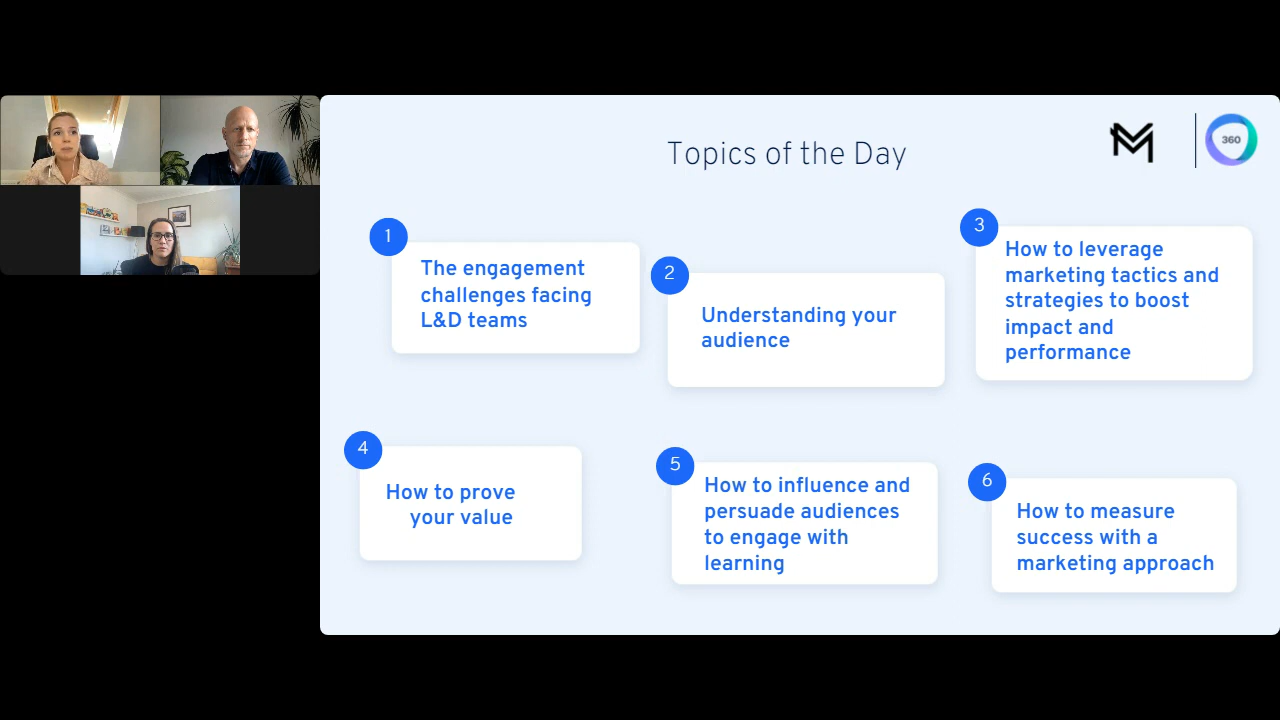 Topics of the Day
360
1
The engagement
challenges facing
L&D teams
2
Understanding your
audience
3
How to leverage
marketing tactics and
strategies to boost
impact and
performance
4
How to prove
your value
5
How to influence and
persuade audiences
to engage with
learning
6
How to measure
success with a
marketing approach